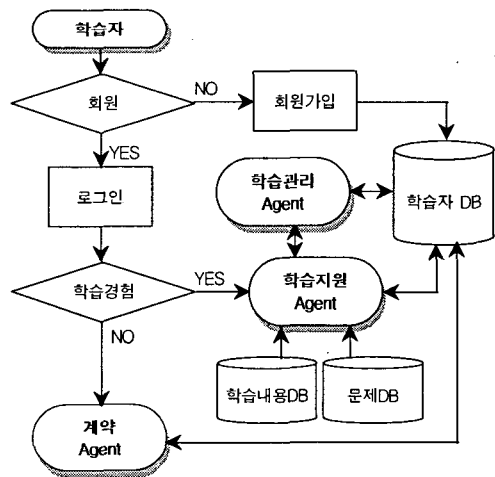 학습자
회원
NO
회원가입
YES
로그인
학습관리
Agent
학습자 DB
학습경험
YES
학습지원
Agent
NO
학습내용DB
문제DB
계약
Agent